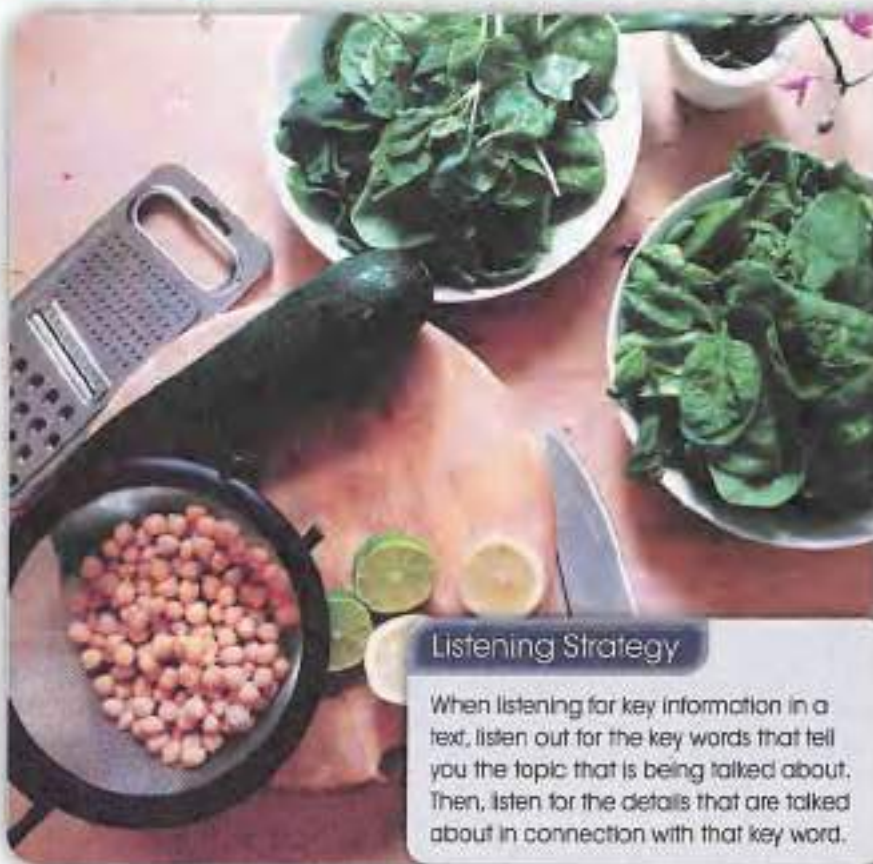 Listening Strategy
When listening for key information in a
text, listen out for the key words that tell
you the topic that is being talked about.
Then, listen for the details that are talked
about in connection with that key word.